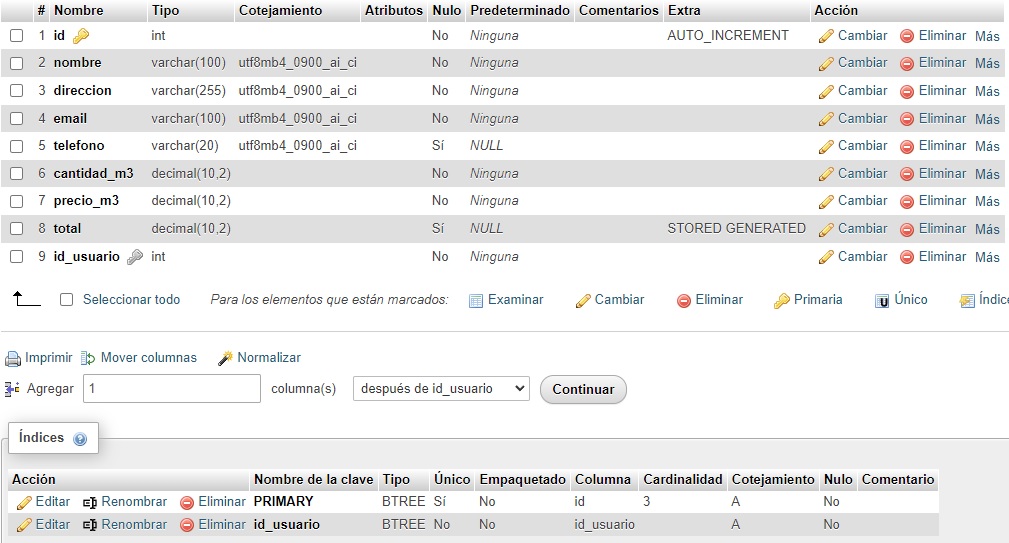 # Nombre Tipo Cotejamiento Atributos Nulo Predeterminado Comentarios Extra Acción
1 id int No Ninguna AUTO_INCREMENT Cambiar Eliminar Más
2 nombre varchar(100) utf8mb4_0900_ai_ci No Ninguna Cambiar Eliminar Más
3 direccion varchar(255) utf8mb4_0900_ai_ci No Ninguna Cambiar Eliminar Más
4 email varchar(100) utf8mb4_0900_ai_ci No Ninguna Cambiar Eliminar Más
5 telefono varchar(20) utf8mb4_0900_ai_ci Sí NULL Cambiar Eliminar Más
6 cantidad_m3 decimal(10,2) No Ninguna Cambiar Eliminar Más
7 precio_m3 decimal(10,2) No Ninguna Cambiar Eliminar Más
8 total decimal(10,2) Sí NULL STORED GENERATED Cambiar Eliminar Más
9 id_usuario int No Ninguna Cambiar Eliminar Más
Seleccionar todo Para los elementos que están marcados: Examinar Cambiar Eliminar Primaria U Único Índic
Imprimir Mover columnas Normalizar
Agregar 1 columna(s) después de id_usuario Continuar
Índices
Acción Nombre de la clave Tipo Único Empaquetado Columna Cardinalidad Cotejamiento Nulo Comentario
Editar Renombrar Eliminar PRIMARY BTREE Sí No id 3 A No
Editar Renombrar Eliminar id_usuario BTREE No No id_usuario A No